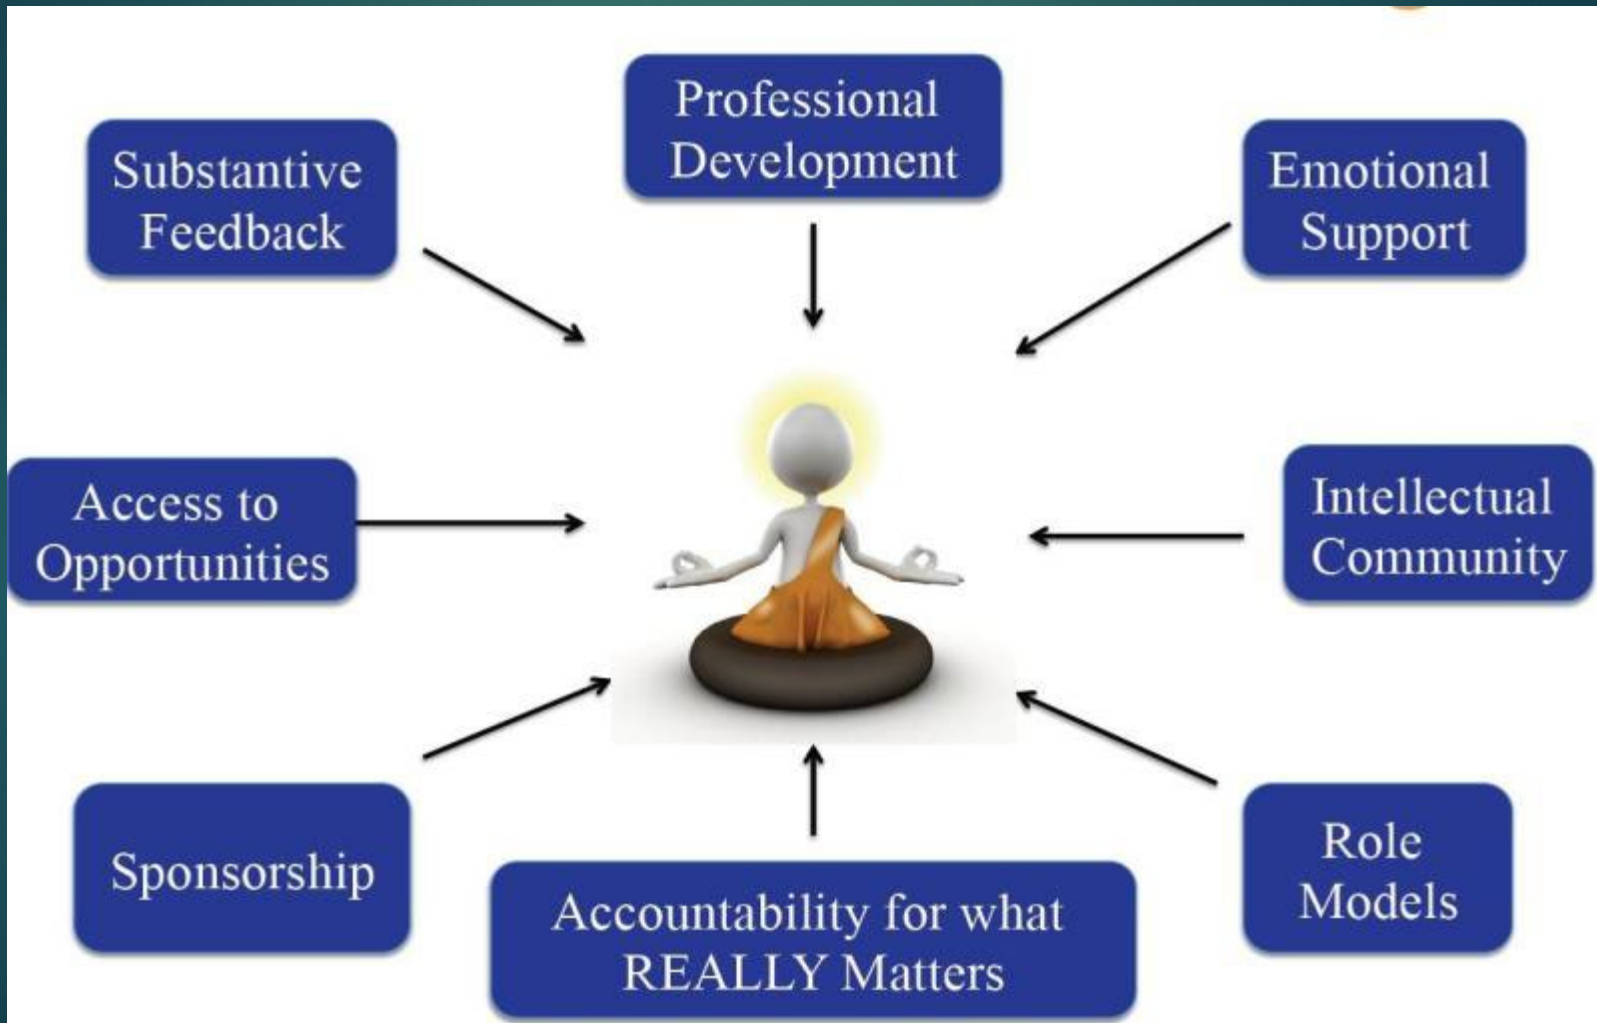 Professional
Development
Substantive
Feedback
Emotional
Support
Access to
Opportunities
Intellectual
Community
Sponsorship
Accountability for what
REALLY Matters
Role
Models